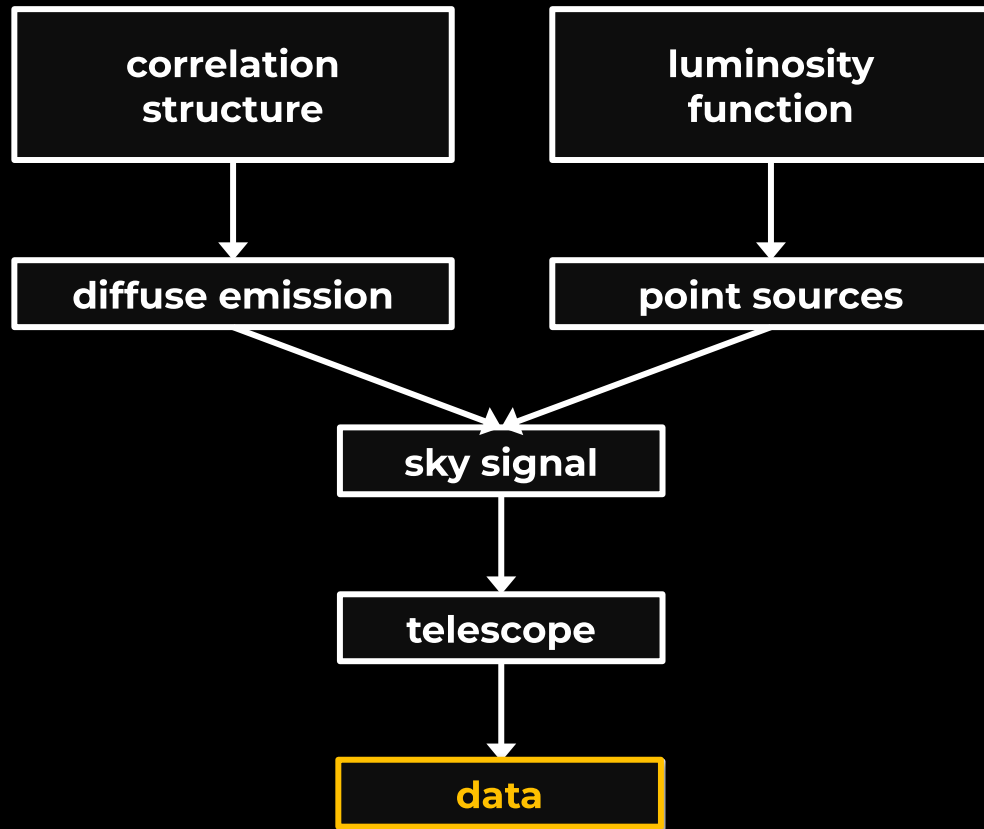 correlation
structure
luminosity
function
diffuse emission
point sources
sky signal
telescope
data